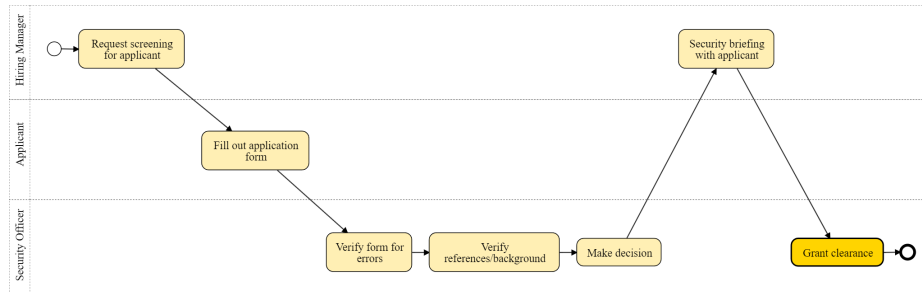 Hiring Manager
Request screening
for applicant
Security briefing
with applicant
Applicant
Fill out application
form
Security Officer
Verify form for
errors
Verify
references/background
Make decision
Grant clearance